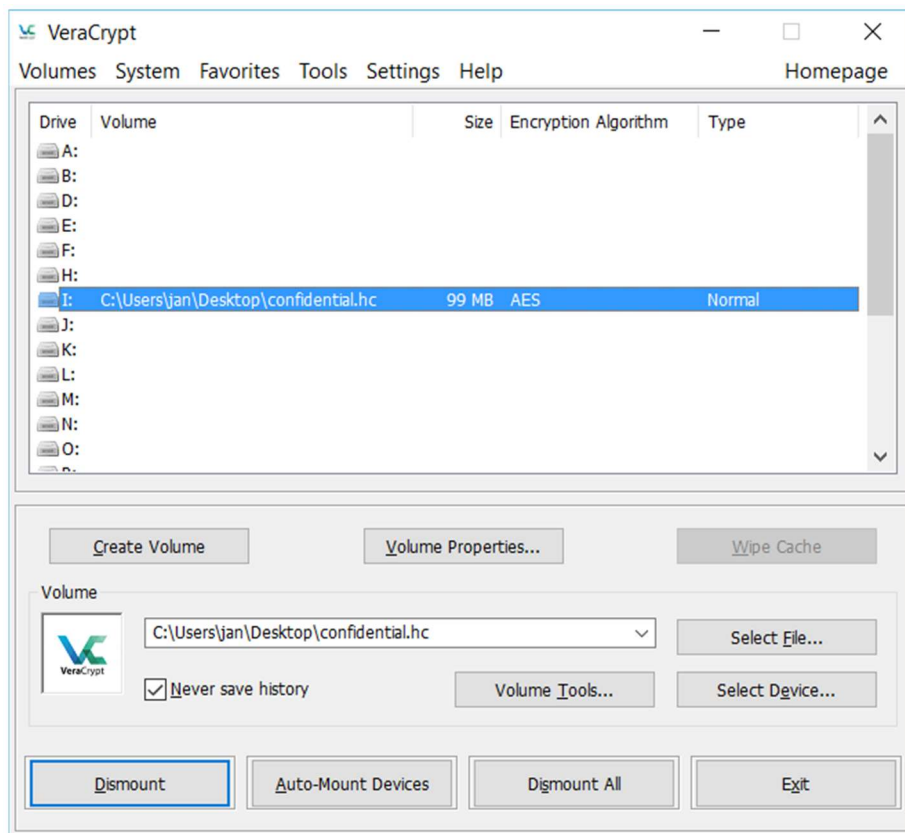 VeraCrypt
Volumes System Favorites Tools Settings Help Homepage
Drive Volume Size Encryption Algorithm Type
A:
B:
D:
E:
F:
H:
I: C:\Users\jan\Desktop\confidential.hc 99 MB AES Normal
J:
K:
L:
M:
N:
O:
Create Volume Volume Properties... Wipe Cache
Volume
C:\Users\jan\Desktop\confidential.hc Select File...
VeraCrypt
Never save history Volume Tools... Select Device...
Dismount Auto-Mount Devices Dismount All Exit